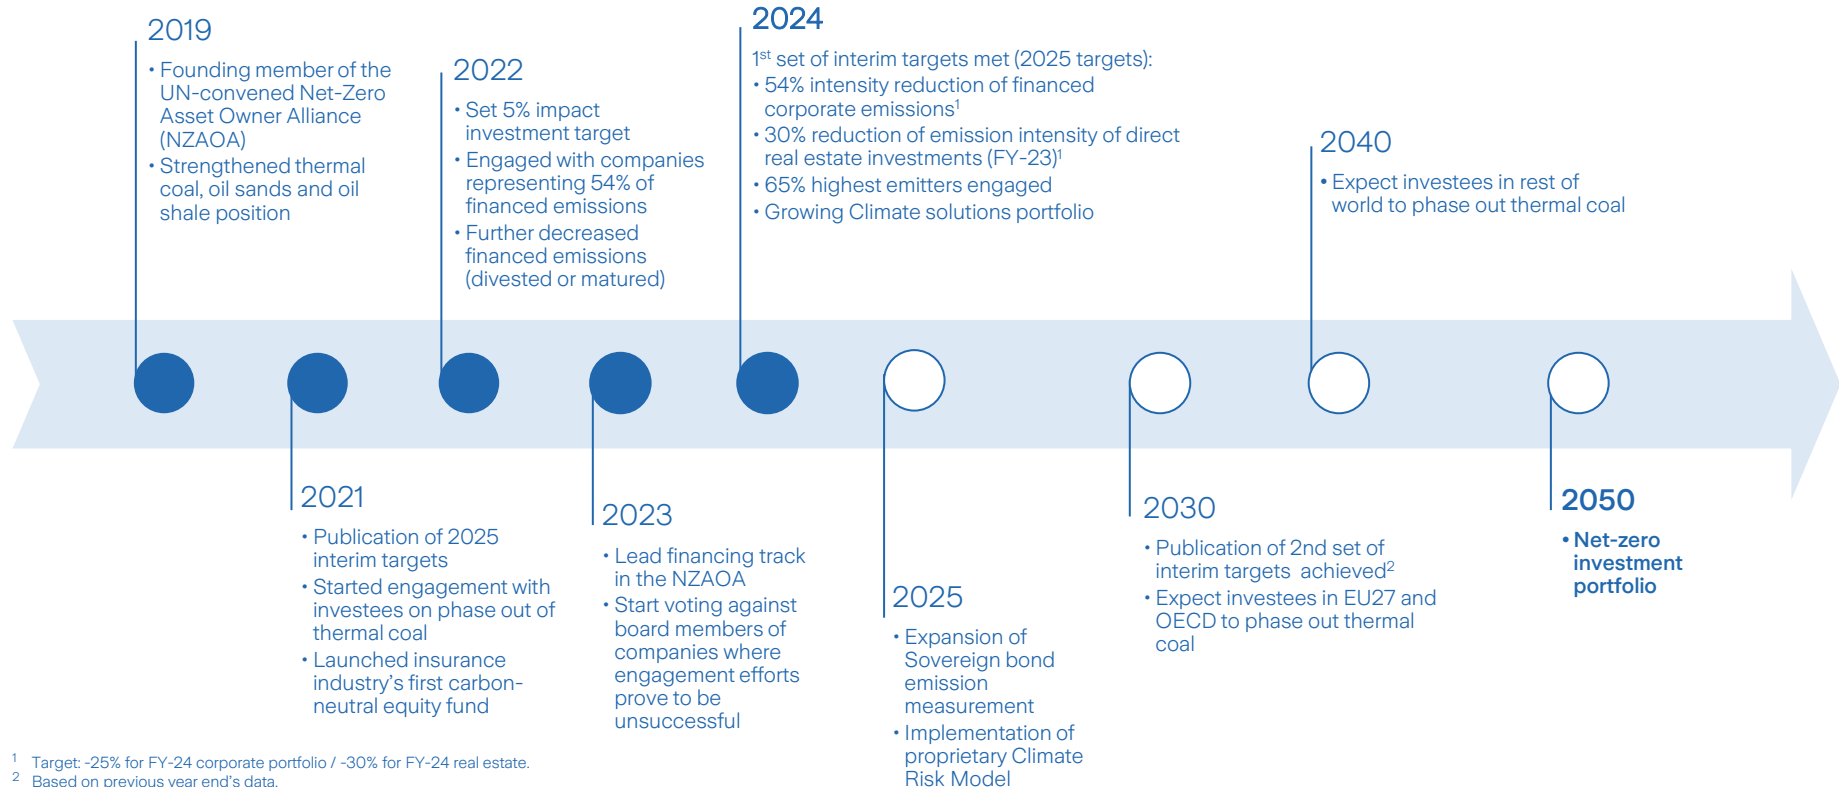 2019
• Founding member of the
UN-convened Net-Zero
Asset Owner Alliance
(NZAOA)
• Strengthened thermal
coal, oil sands and oil
shale position
2021
• Publication of 2025
interim targets
• Started engagement with
investees on phase out of
thermal coal
• Launched insurance
industry’s first carbon-
neutral equity fund
2022
• Set 5% impact
investment target
• Engaged with companies
representing 54% of
financed emissions
• Further decreased
financed emissions
(divested or matured)
2023
• Lead financing track
in the NZAOA
• Start voting against
board members of
companies where
engagement efforts
prove to be
unsuccessful
2024
1st set of interim targets met (2025 targets):
• 54% intensity reduction of financed
corporate emissions1
• 30% reduction of emission intensity of direct
real estate investments (FY-23)1
• 65% highest emitters engaged
• Growing Climate solutions portfolio
2025
• Expansion of
Sovereign bond
emission
measurement
• Implementation of
proprietary Climate
Risk Model
2030
• Publication of 2nd set of
interim targets achieved2
• Expect investees in EU27 and
OECD to phase out thermal
coal
2040
• Expect investees in rest of
world to phase out thermal coal
2050
• Net-zero
investment
portfolio
1 Target: -25% for FY-24 corporate portfolio / -30% for FY-24 real estate.
2 Based on previous year end’s data.